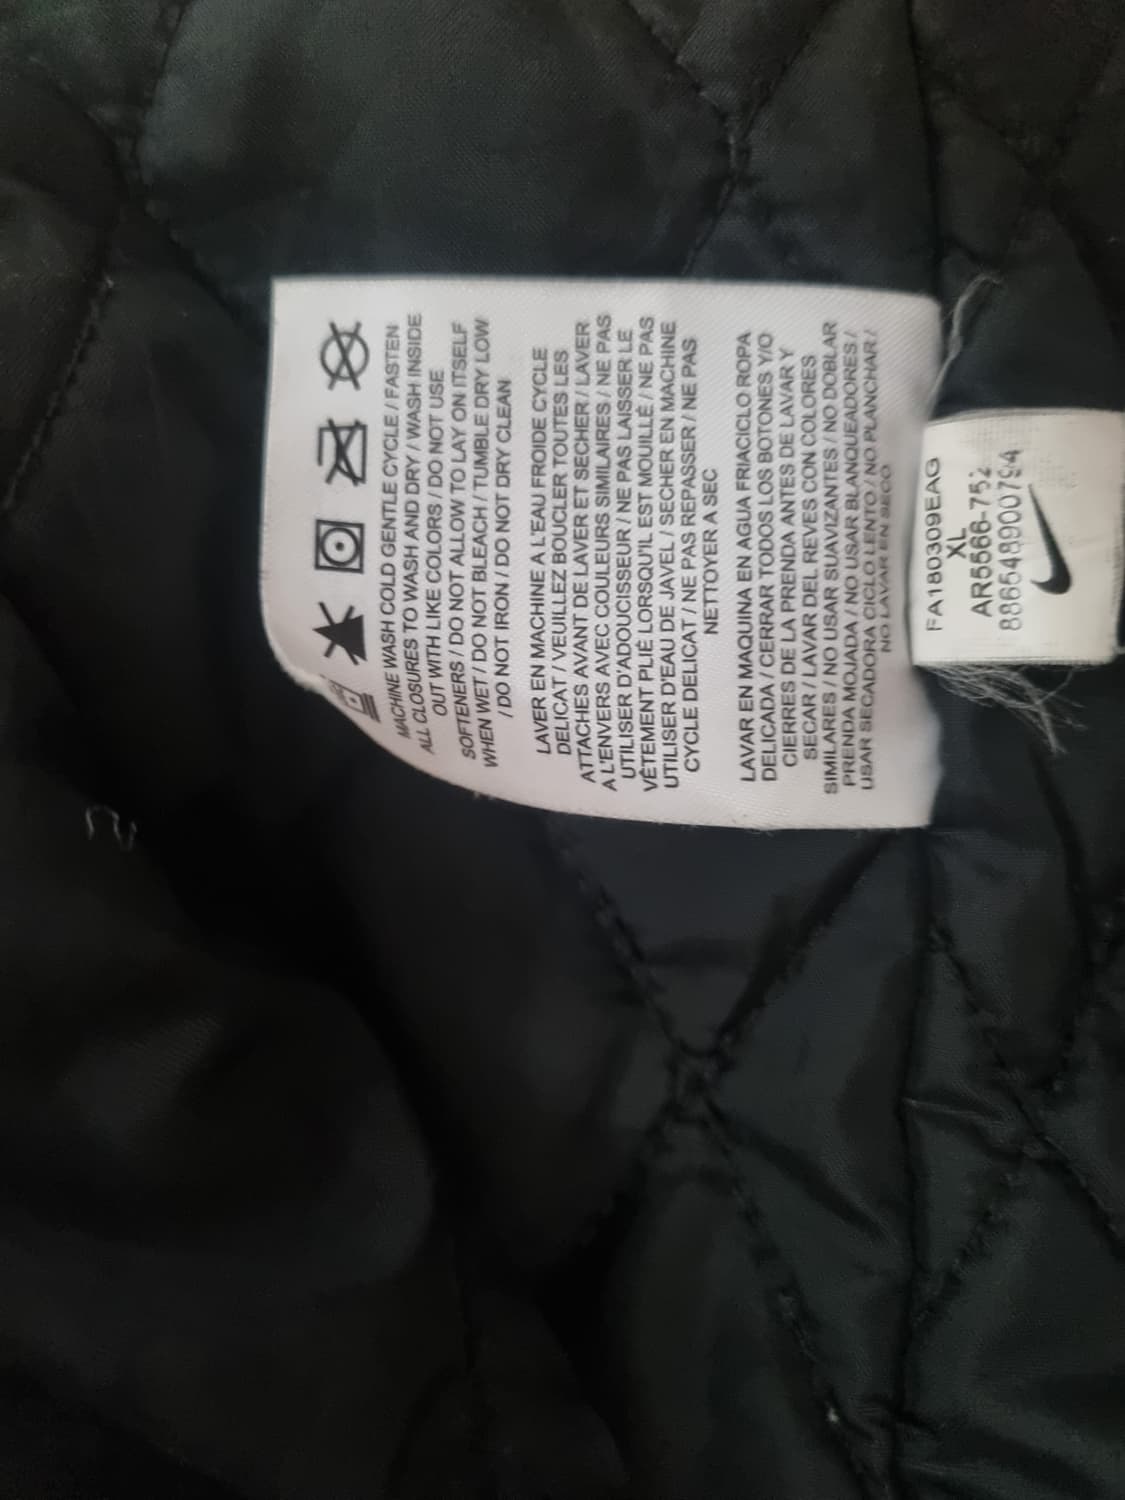 MACHINE WASH COLD GENTLE CYCLE / FASTEN
ALL CLOSURES TO WASH AND DRY / WASH INSIDE
OUT WITH LIKE COLORS / DO NOT USE
SOFTENERS / DO NOT ALLOW TO LAY ON ITSELF
WHEN WET / DO NOT BLEACH / TUMBLE DRY LOW
/ DO NOT IRON / DO NOT DRY CLEAN
LAVER EN MACHINE A L'EAU FROIDE CYCLE
DELICAT / VEUILLEZ BOUCLER TOUTES LES
ATTACHES AVANT DE LAVER ET SECHER / LAVER
A L'ENVERS AVEC COULEURS SIMILAIRES / NE PAS
UTILISER D'ADOUCISSEUR / NE PAS LAISSER LE
VÊTEMENT PLIÉ LORSQU'IL EST MOUILLÉ / NE PAS
UTILISER D'EAU DE JAVEL / SECHER EN MACHINE
CYCLE DELICAT / NE PAS REPASSER / NE PAS
NETTOYER A SEC
LAVAR EN MAQUINA EN AGUA FRIACICLO ROPA
DELICADA / CERRAR TODOS LOS BOTONES Y/O
CIERRES DE LA PRENDA ANTES DE LAVAR Y
SECAR / LAVAR DEL REVES CON COLORES
SIMILARES / NO USAR SUAVIZANTES / NO DOBLAR
PRENDA MOJADA / NO USAR BLANQUEADORES /
USAR SECADORA CICLO LENTO / NO PLANCHAR /
NO LAVAR EN SECO
FA180309EAG
XL
AR5566-752
886548900794